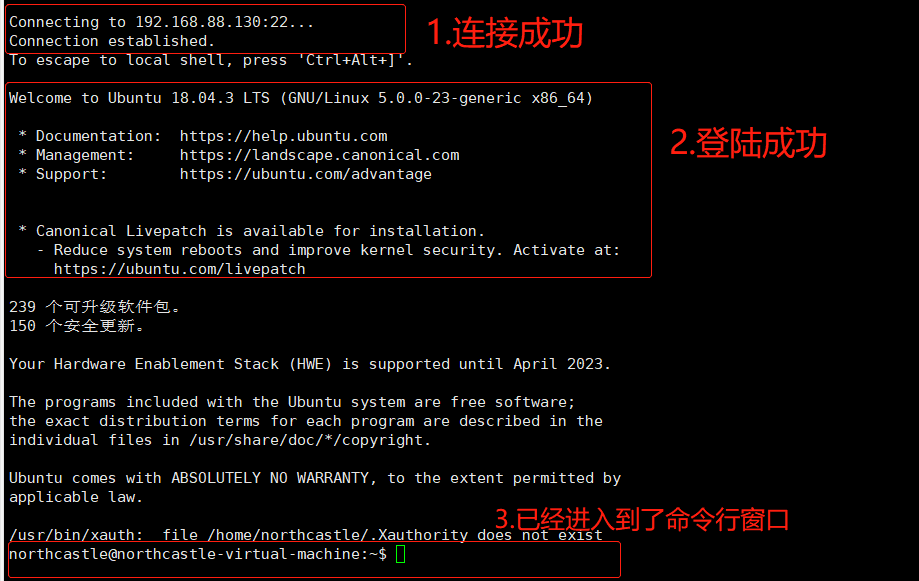 Connecting to 192.168.88.130:22...
1.连接成功
Connection established.
To escape to local shell, press 'Ctrl+Alt+]'.
Welcome to Ubuntu 18.04.3 LTS (GNU/Linux 5.0.0-23-generic x86_64)
2.登陆成功
* Documentation:  https://help.ubuntu.com
* Management:     https://landscape.canonical.com
* Support:        https://ubuntu.com/advantage
* Canonical Livepatch is available for installation.
- Reduce system reboots and improve kernel security. Activate at:
https://ubuntu.com/livepatch
239 个可升级软件包。
150 个安全更新。
Your Hardware Enablement Stack (HWE) is supported until April 2023.
The programs included with the Ubuntu system are free software;
the exact distribution terms for each program are described in the
individual files in /usr/share/doc/*/copyright.
Ubuntu comes with ABSOLUTELY NO WARRANTY, to the extent permitted by
applicable law.
3.已经进入到了命令行窗口
/usr/bin/xauth:  file /home/northcastle/.Xauthority does not exist
northcastle@northcastle-virtual-machine:~$